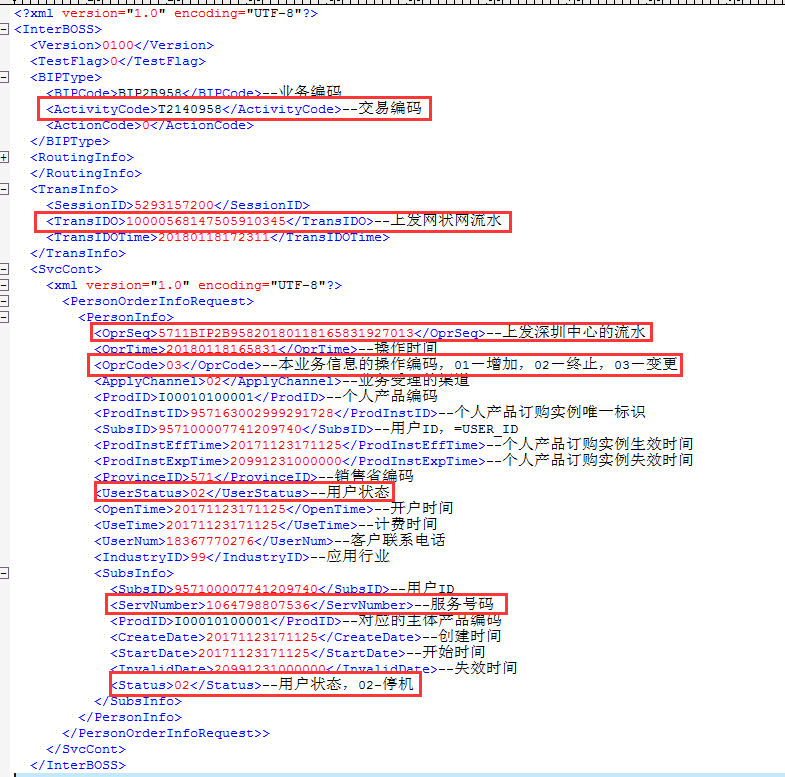 <?xml version="1.0" encoding="UTF-8"?>
<InterBOSS>
<Version>0100</Version>
<TestFlag>0</TestFlag>
<BIPType>
<BIPCode>BIP2B958</BIPCode>--业务编码
<ActivityCode>T2140958</ActivityCode>--交易编码
<ActionCode>0</ActionCode>
</BIPType>
<RoutingInfo>
</RoutingInfo>
<TransInfo>
<SessionID>5293157200</SessionID>
<TransIDO>10000568147505910345</TransIDO>--上发网状网流水
<TransIDOTime>20180118172311</TransIDOTime>
</TransInfo>
<SvcCont>
<xml version="1.0" encoding="UTF-8"?>
<PersonOrderInfoRequest>
<PersonInfo>
<OprSeq>5711BIP2B95820180118165831927013</OprSeq>--上发深圳中心的流水
<OprTime>20180118165831</OprTime>--操作时间
<OprCode>03</OprCode>--本业务信息的操作编码，01一增加，02一终止，03一变更
<ApplyChannel>02</ApplyChannel>--业务受理的渠道
<ProdID>I00010100001</ProdID>--个人产品编码
<ProdInstID>957163002999291728</ProdInstID>--个人产品订购实例唯一标识
<SubsID>957100007741209740</SubsID>--用户ID，=USER_ID
<ProdInstEffTime>20171123171125</ProdInstEffTime>--个人产品订购实例生效时间
<ProdInstExpTime>20991231000000</ProdInstExpTime>--个人产品订购实例失效时间
<ProvinceID>571</ProvinceID>--销售省编码
<UserStatus>02</UserStatus>--用户状态
<OpenTime>20171123171125</OpenTime>--开户时间
<UseTime>20171123171125</UseTime>--计费时间
<UserNum>18367770276</UserNum>--客户联系电话
<IndustryID>99</IndustryID>--应用行业
<SubsInfo>
<SubsID>957100007741209740</SubsID>--用户ID
<ServNumber>1064798807536</ServNumber>--服务号码
<ProdID>I00010100001</ProdID>--对应的主体产品编码
<CreateDate>20171123171125</CreateDate>--创建时间
<StartDate>20171123171125</StartDate>--开始时间
<InvalidDate>20991231000000</InvalidDate>--失效时间
<Status>02</Status>--用户状态，02-停机
</SubsInfo>
</PersonInfo>
</PersonOrderInfoRequest>>
</SvcCont>
</InterBOSS>